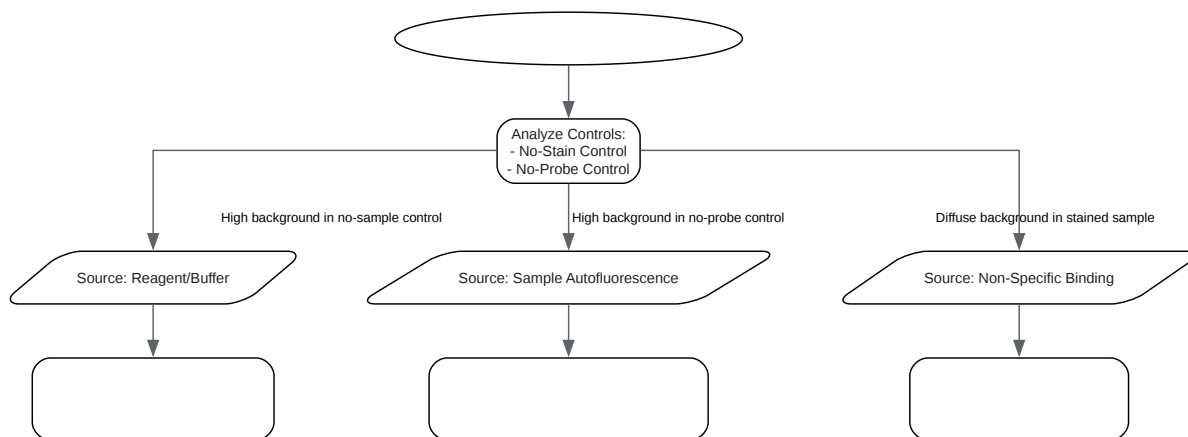 Analyze Controls:
- No-Stain Control
- No-Probe Control
High background in no-sample control
High background in no-probe control
Diffuse background in stained sample
Source: Reagent/Buffer
Source: Sample Autofluorescence
Source: Non-Specific Binding